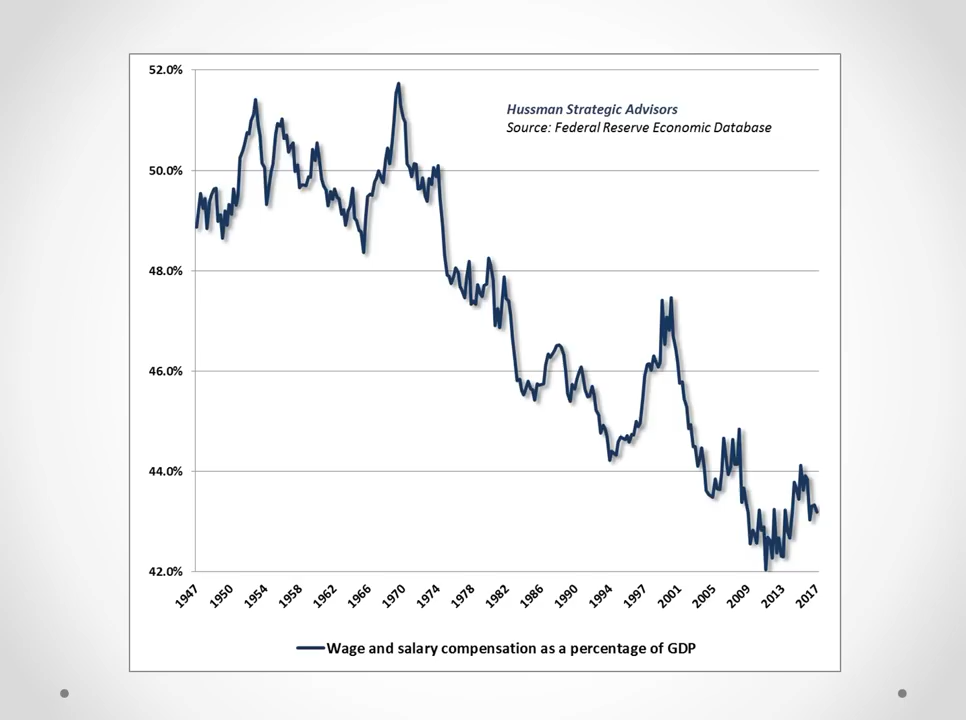 52.0%
Hussman Strategic Advisors
Source: Federal Reserve Economic Database
50.0%
48.0%
46.0%
44.0%
42.0%
1947 1950 1954 1958 1962 1966 1970 1974 1978 1982 1986 1990 1994 1997 2001 2005 2009 2013 2017
Wage and salary compensation as a percentage of GDP